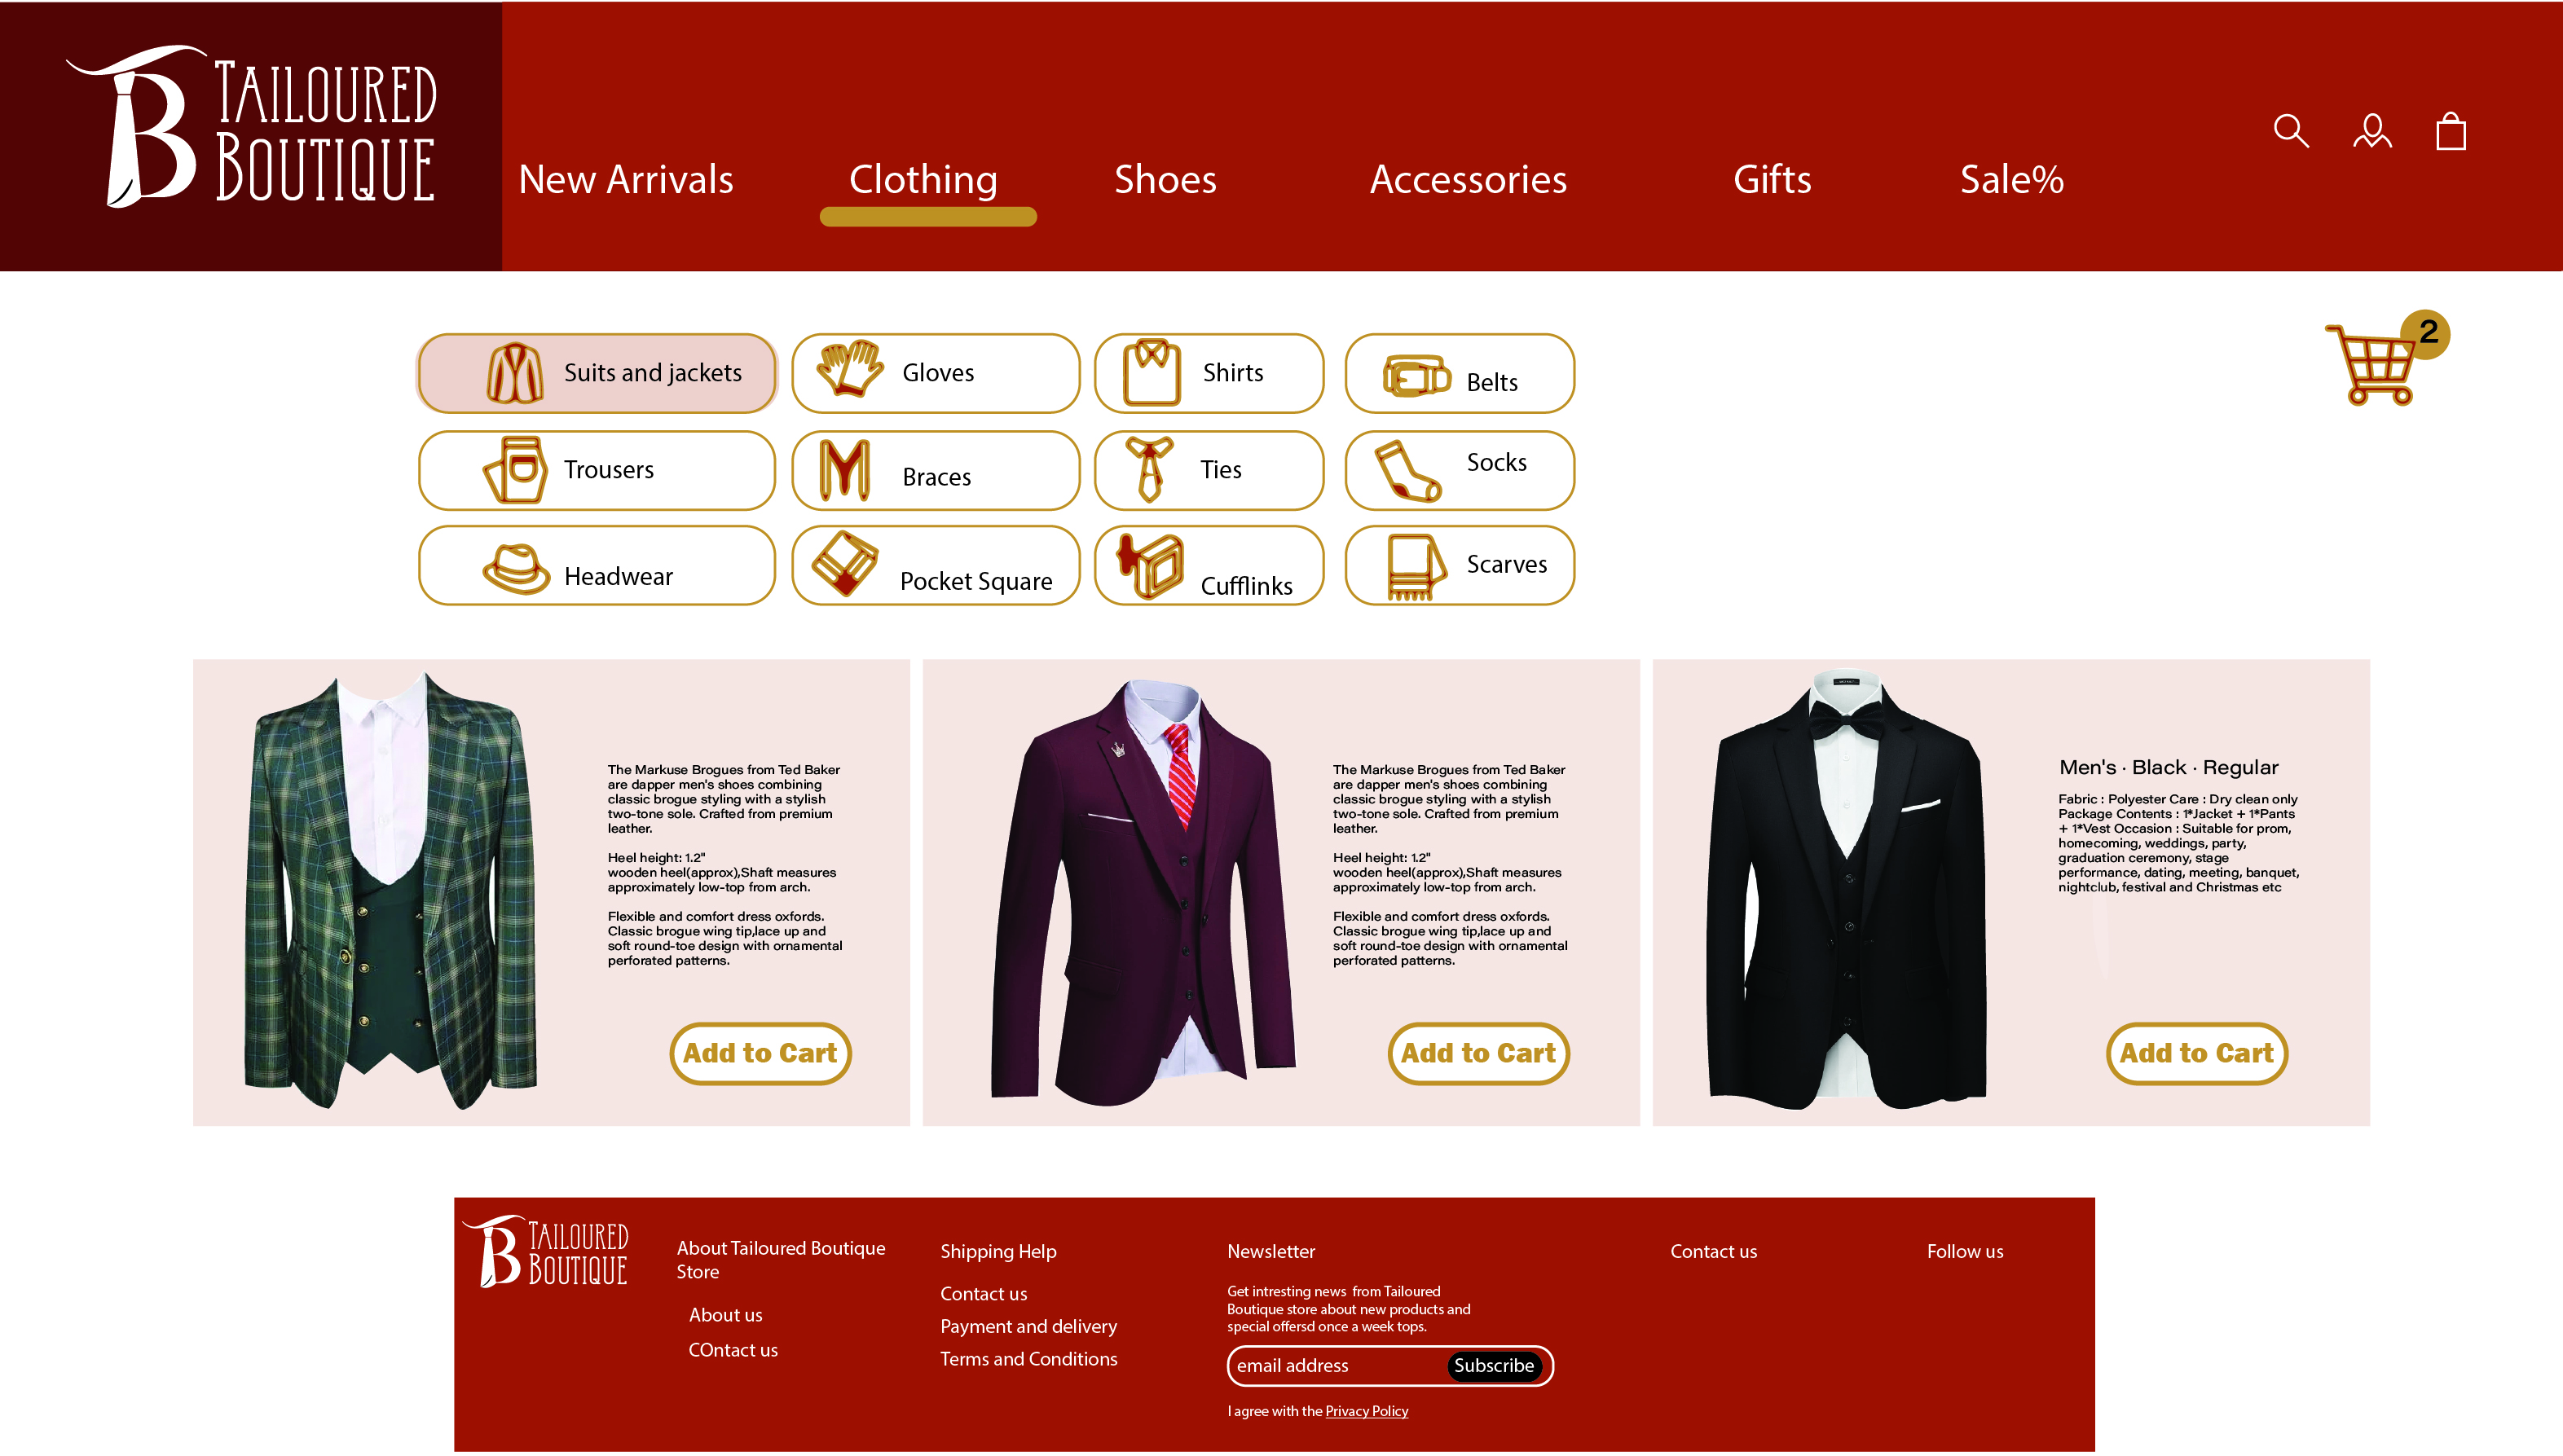 TAILOURED
BOUTIQUE
New Arrivals
Clothing
Shoes
Accessories
Gifts
Sale%
2
Suits and jackets
Gloves
Shirts
Belts
Trousers
Braces
Ties
Socks
Headwear
Pocket Square
Cufflinks
Scarves
The Markuse Brogues from Ted Baker
are dapper men's shoes combining
classic brogue styling with a stylish
two-tone sole. Crafted from premium
leather.
Heel height: 1.2"
wooden heel(approx),Shaft measures
approximately low-top from arch.
Flexible and comfort dress oxfords.
Classic brogue wing tip,lace up and
soft round-toe design with ornamental
perforated patterns.
Add to Cart
The Markuse Brogues from Ted Baker
are dapper men's shoes combining
classic brogue styling with a stylish
two-tone sole. Crafted from premium
leather.
Heel height: 1.2"
wooden heel(approx),Shaft measures
approximately low-top from arch.
Flexible and comfort dress oxfords.
Classic brogue wing tip,lace up and
soft round-toe design with ornamental
perforated patterns.
Add to Cart
Men's · Black · Regular
Fabric : Polyester Care : Dry clean only
Package Contents : 1*Jacket + 1*Pants
+ 1*Vest Occasion : Suitable for prom,
homecoming, weddings, party,
graduation ceremony, stage
performance, dating, meeting, banquet,
nightclub, festival and Christmas etc
Add to Cart
TAILOURED
BOUTIQUE
About Tailoured Boutique
Store
About us
COntact us
Shipping Help
Contact us
Payment and delivery
Terms and Conditions
Newsletter
Get intresting news from Tailoured
Boutique store about new products and
special offersd once a week tops.
email address
Subscribe
I agree with the Privacy Policy
Contact us
Follow us